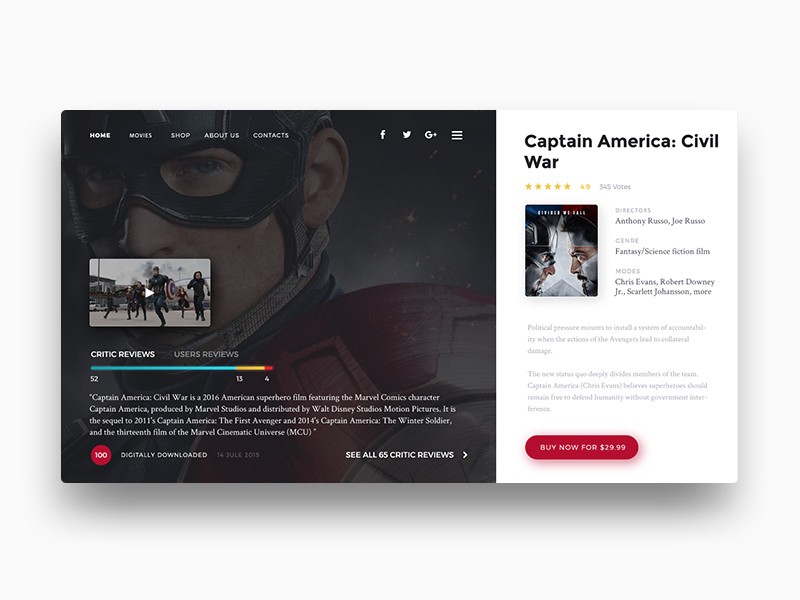 HOME MOVIES SHOP ABOUT US CONTACTS
CRITIC REVIEWS USERS REVIEWS
52 13 4
"Captain America: Civil War is a 2016 American superhero film featuring the Marvel Comics character
Captain America, produced by Marvel Studios and distributed by Walt Disney Studios Motion Pictures. It is
the sequel to 2011's Captain America: The First Avenger and 2014's Captain America: The Winter Soldier,
and the thirteenth film of the Marvel Cinematic Universe (MCU) "
100 DIGITALLY DOWNLOADED 14 JULE 2015 SEE ALL 65 CRITIC REVIEWS
Captain America: Civil
War
4.9 345 Votes
DIVIDED WE FALL
DIRECTORS
Anthony Russo, Joe Russo
GENRE
Fantasy/Science fiction film
MODES
Chris Evans, Robert Downey
Jr., Scarlett Johansson, more
Political pressure mounts to install a system of accountabil-
ity when the actions of the Avengers lead to collateral
damage.
The new status quo deeply divides members of the team.
Captain America (Chris Evans) believes superheroes should
remain free to defend humanity without government inter-
ference.
BUY NOW FOR $29.99